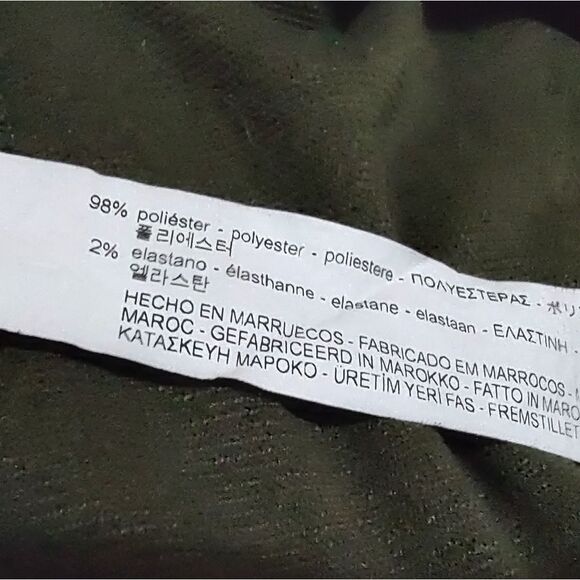 98% poliéster - polyester - poliestere - ΠΟΛΥΕΣΤΕΡΑΣ - ポリ
폴리에스터
2% elastano - élasthanne - elastane - elastaan - ΕΛΑΣΤΙΝΗ -
엘라스탄
HECHO EN MARRUECOS - FABRICADO EM MARROCOS -
MAROC - GEFABRICEERD IN MAROKKO - FATTO IN MARO
ΚΑΤΑΣΚΕΥΗ ΜΑΡΟΚΟ - ÜRETİM YERİ FAS - FREMSTILLET